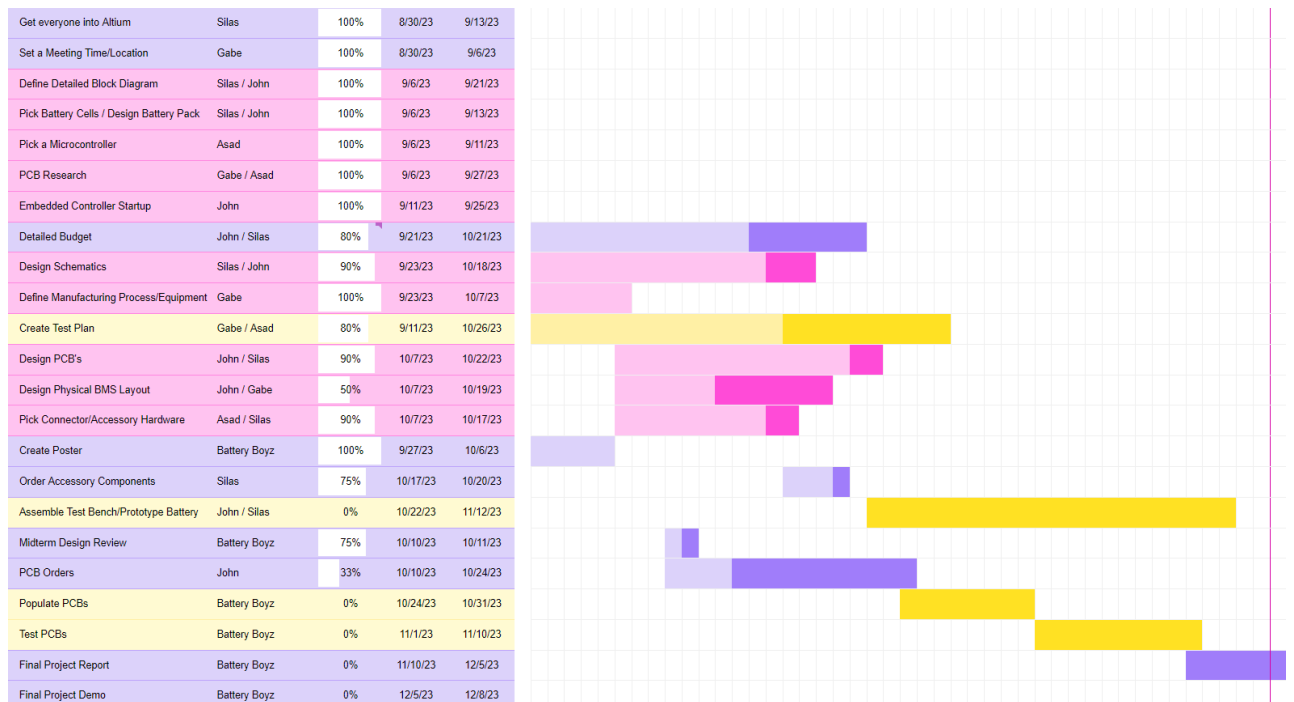 Get everyone into Altium Silas 100% 8/30/23 9/13/23
Set a Meeting Time/Location Gabe 100% 8/30/23 9/6/23
Define Detailed Block Diagram Silas / John 100% 9/6/23 9/21/23
Pick Battery Cells / Design Battery Pack Silas / John 100% 9/6/23 9/13/23
Pick a Microcontroller Asad 100% 9/6/23 9/11/23
PCB Research Gabe / Asad 100% 9/6/23 9/27/23
Embedded Controller Startup John 100% 9/11/23 9/25/23
Detailed Budget John / Silas 80% 9/21/23 10/21/23
Design Schematics Silas / John 90% 9/23/23 10/18/23
Define Manufacturing Process/Equipment Gabe 100% 9/23/23 10/7/23
Create Test Plan Gabe / Asad 80% 9/11/23 10/26/23
Design PCB's John / Silas 90% 10/7/23 10/22/23
Design Physical BMS Layout John / Gabe 50% 10/7/23 10/19/23
Pick Connector/Accessory Hardware Asad / Silas 90% 10/7/23 10/17/23
Create Poster Battery Boyz 100% 9/27/23 10/6/23
Order Accessory Components Silas 75% 10/17/23 10/20/23
Assemble Test Bench/Prototype Battery John / Silas 0% 10/22/23 11/12/23
Midterm Design Review Battery Boyz 75% 10/10/23 10/11/23
PCB Orders John 33% 10/10/23 10/24/23
Populate PCBs Battery Boyz 0% 10/24/23 10/31/23
Test PCBs Battery Boyz 0% 11/1/23 11/10/23
Final Project Report Battery Boyz 0% 11/10/23 12/5/23
Final Project Demo Battery Boyz 0% 12/5/23 12/8/23